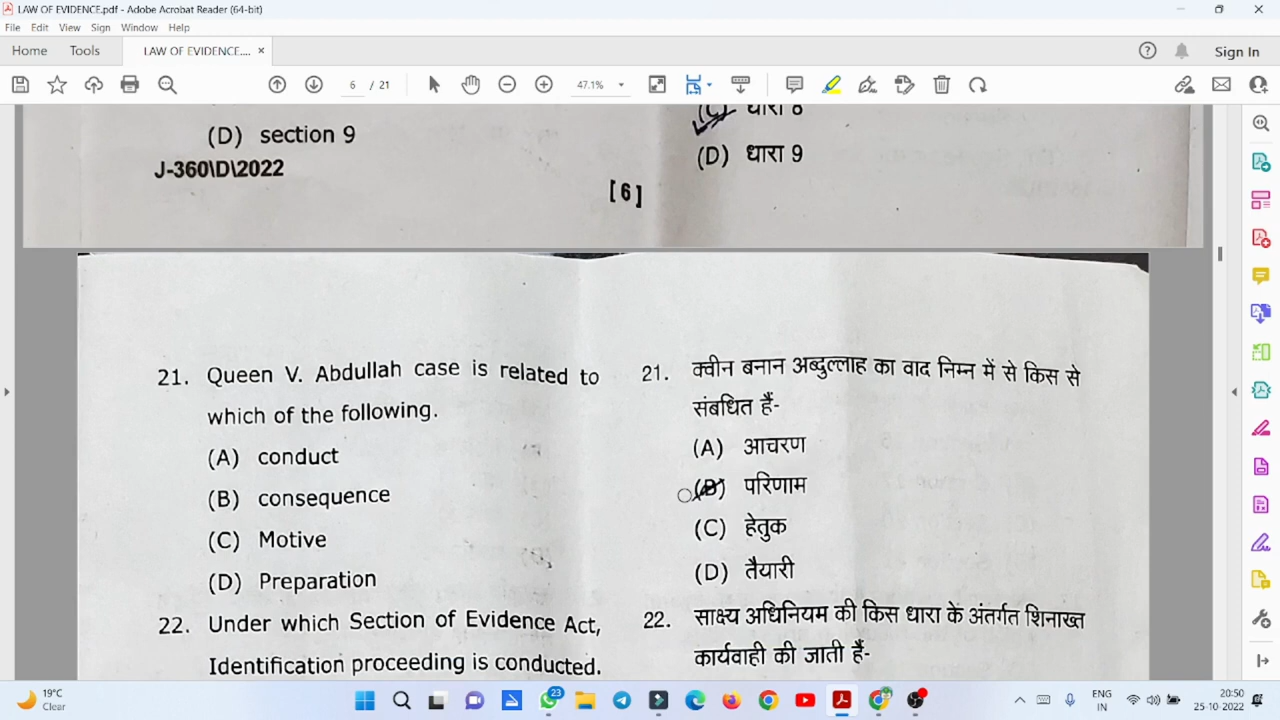 LAW OF EVIDENCE.pdf - Adobe Acrobat Reader (64-bit)
File Edit View Sign Window Help
Home Tools LAW OF EVIDENCE.... × Sign In
6 / 21 47.1%
(D) section 9
J-360\D\2022
(C) धारा 8
(D) धारा 9
[6]
21. Queen V. Abdullah case is related to
which of the following.
(A) conduct
(B) consequence
(C) Motive
(D) Preparation
22. Under which Section of Evidence Act,
Identification proceeding is conducted.
21. क्वीन बनान अब्दुल्लाह का वाद निम्न में से किस से
संबधित हैं-
(A) आचरण
(B) परिणाम
(C) हेतुक
(D) तैयारी
22. साक्ष्य अधिनियम की किस धारा के अंतर्गत शिनाख्त
कार्यवाही की जाती हैं-
19°C
Clear
23
ENG
IN
20:50
25-10-2022